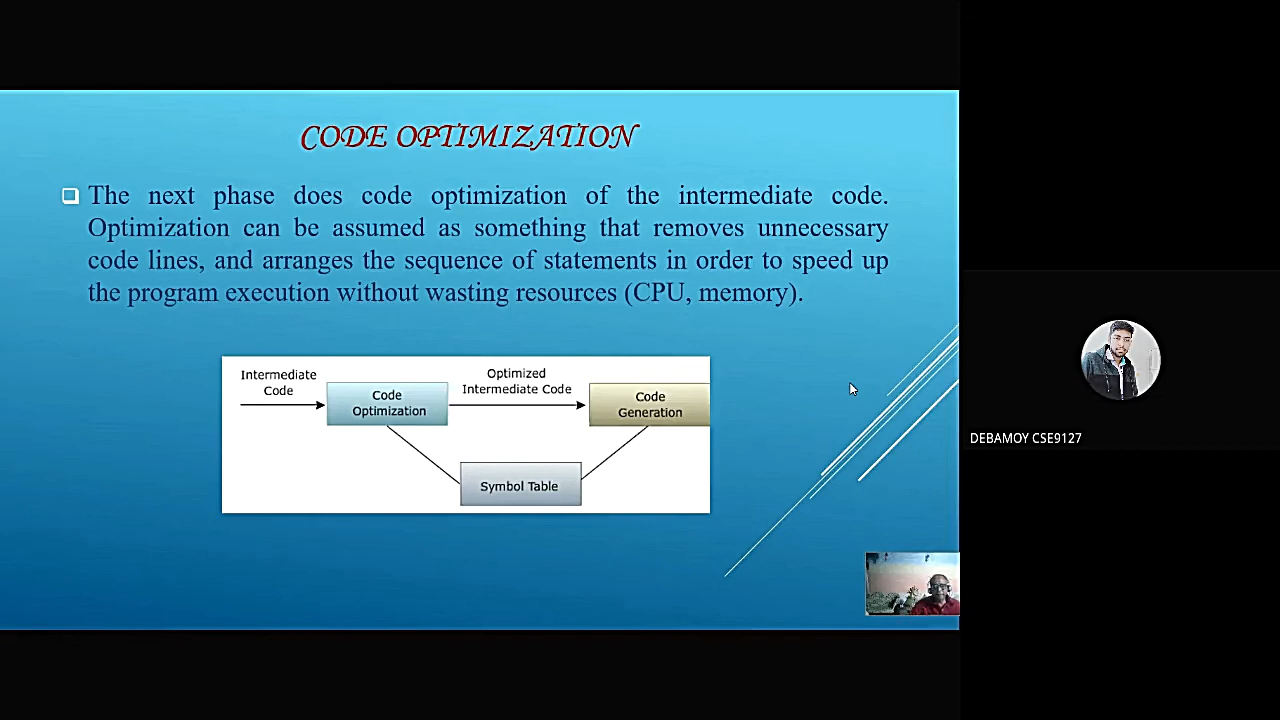 CODE OPTIMIZATION
The next phase does code optimization of the intermediate code.
Optimization can be assumed as something that removes unnecessary
code lines, and arranges the sequence of statements in order to speed up
the program execution without wasting resources (CPU, memory).
Intermediate
Code
Code
Optimization
Optimized
Intermediate Code
Code
Generation
Symbol Table
DEBAMOY CSE9127